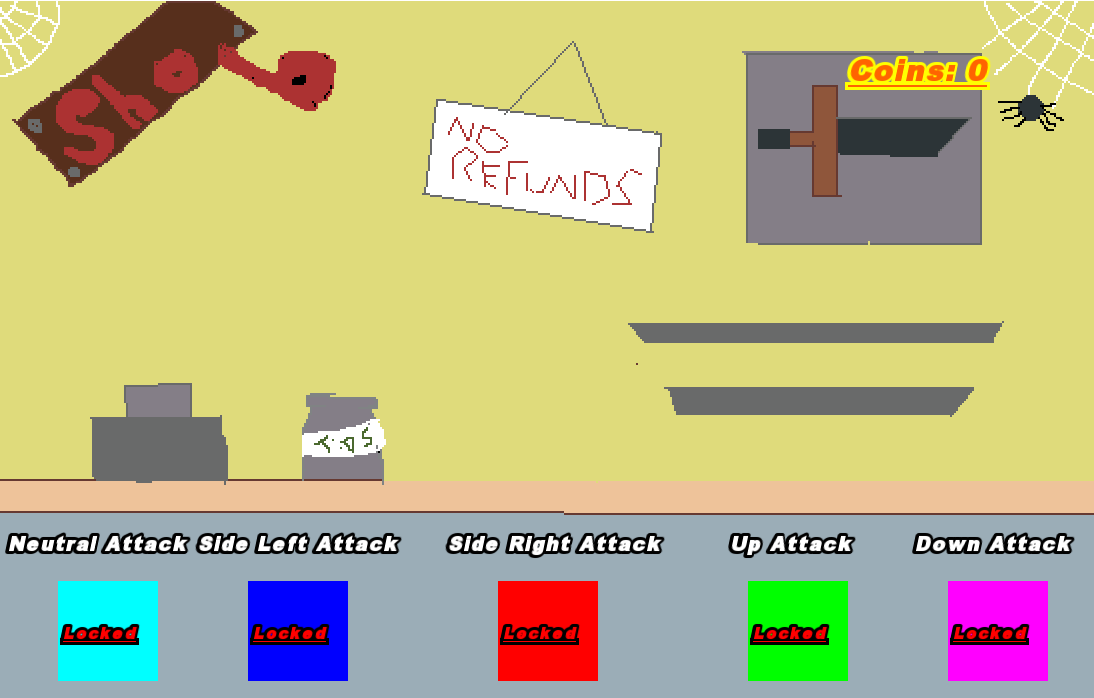 Sho
NO
REFUNDS
Coins: 0
Neutral Attack
Side Left Attack
Side Right Attack
Up Attack
Down Attack
Locked
Locked
Locked
Locked
Locked